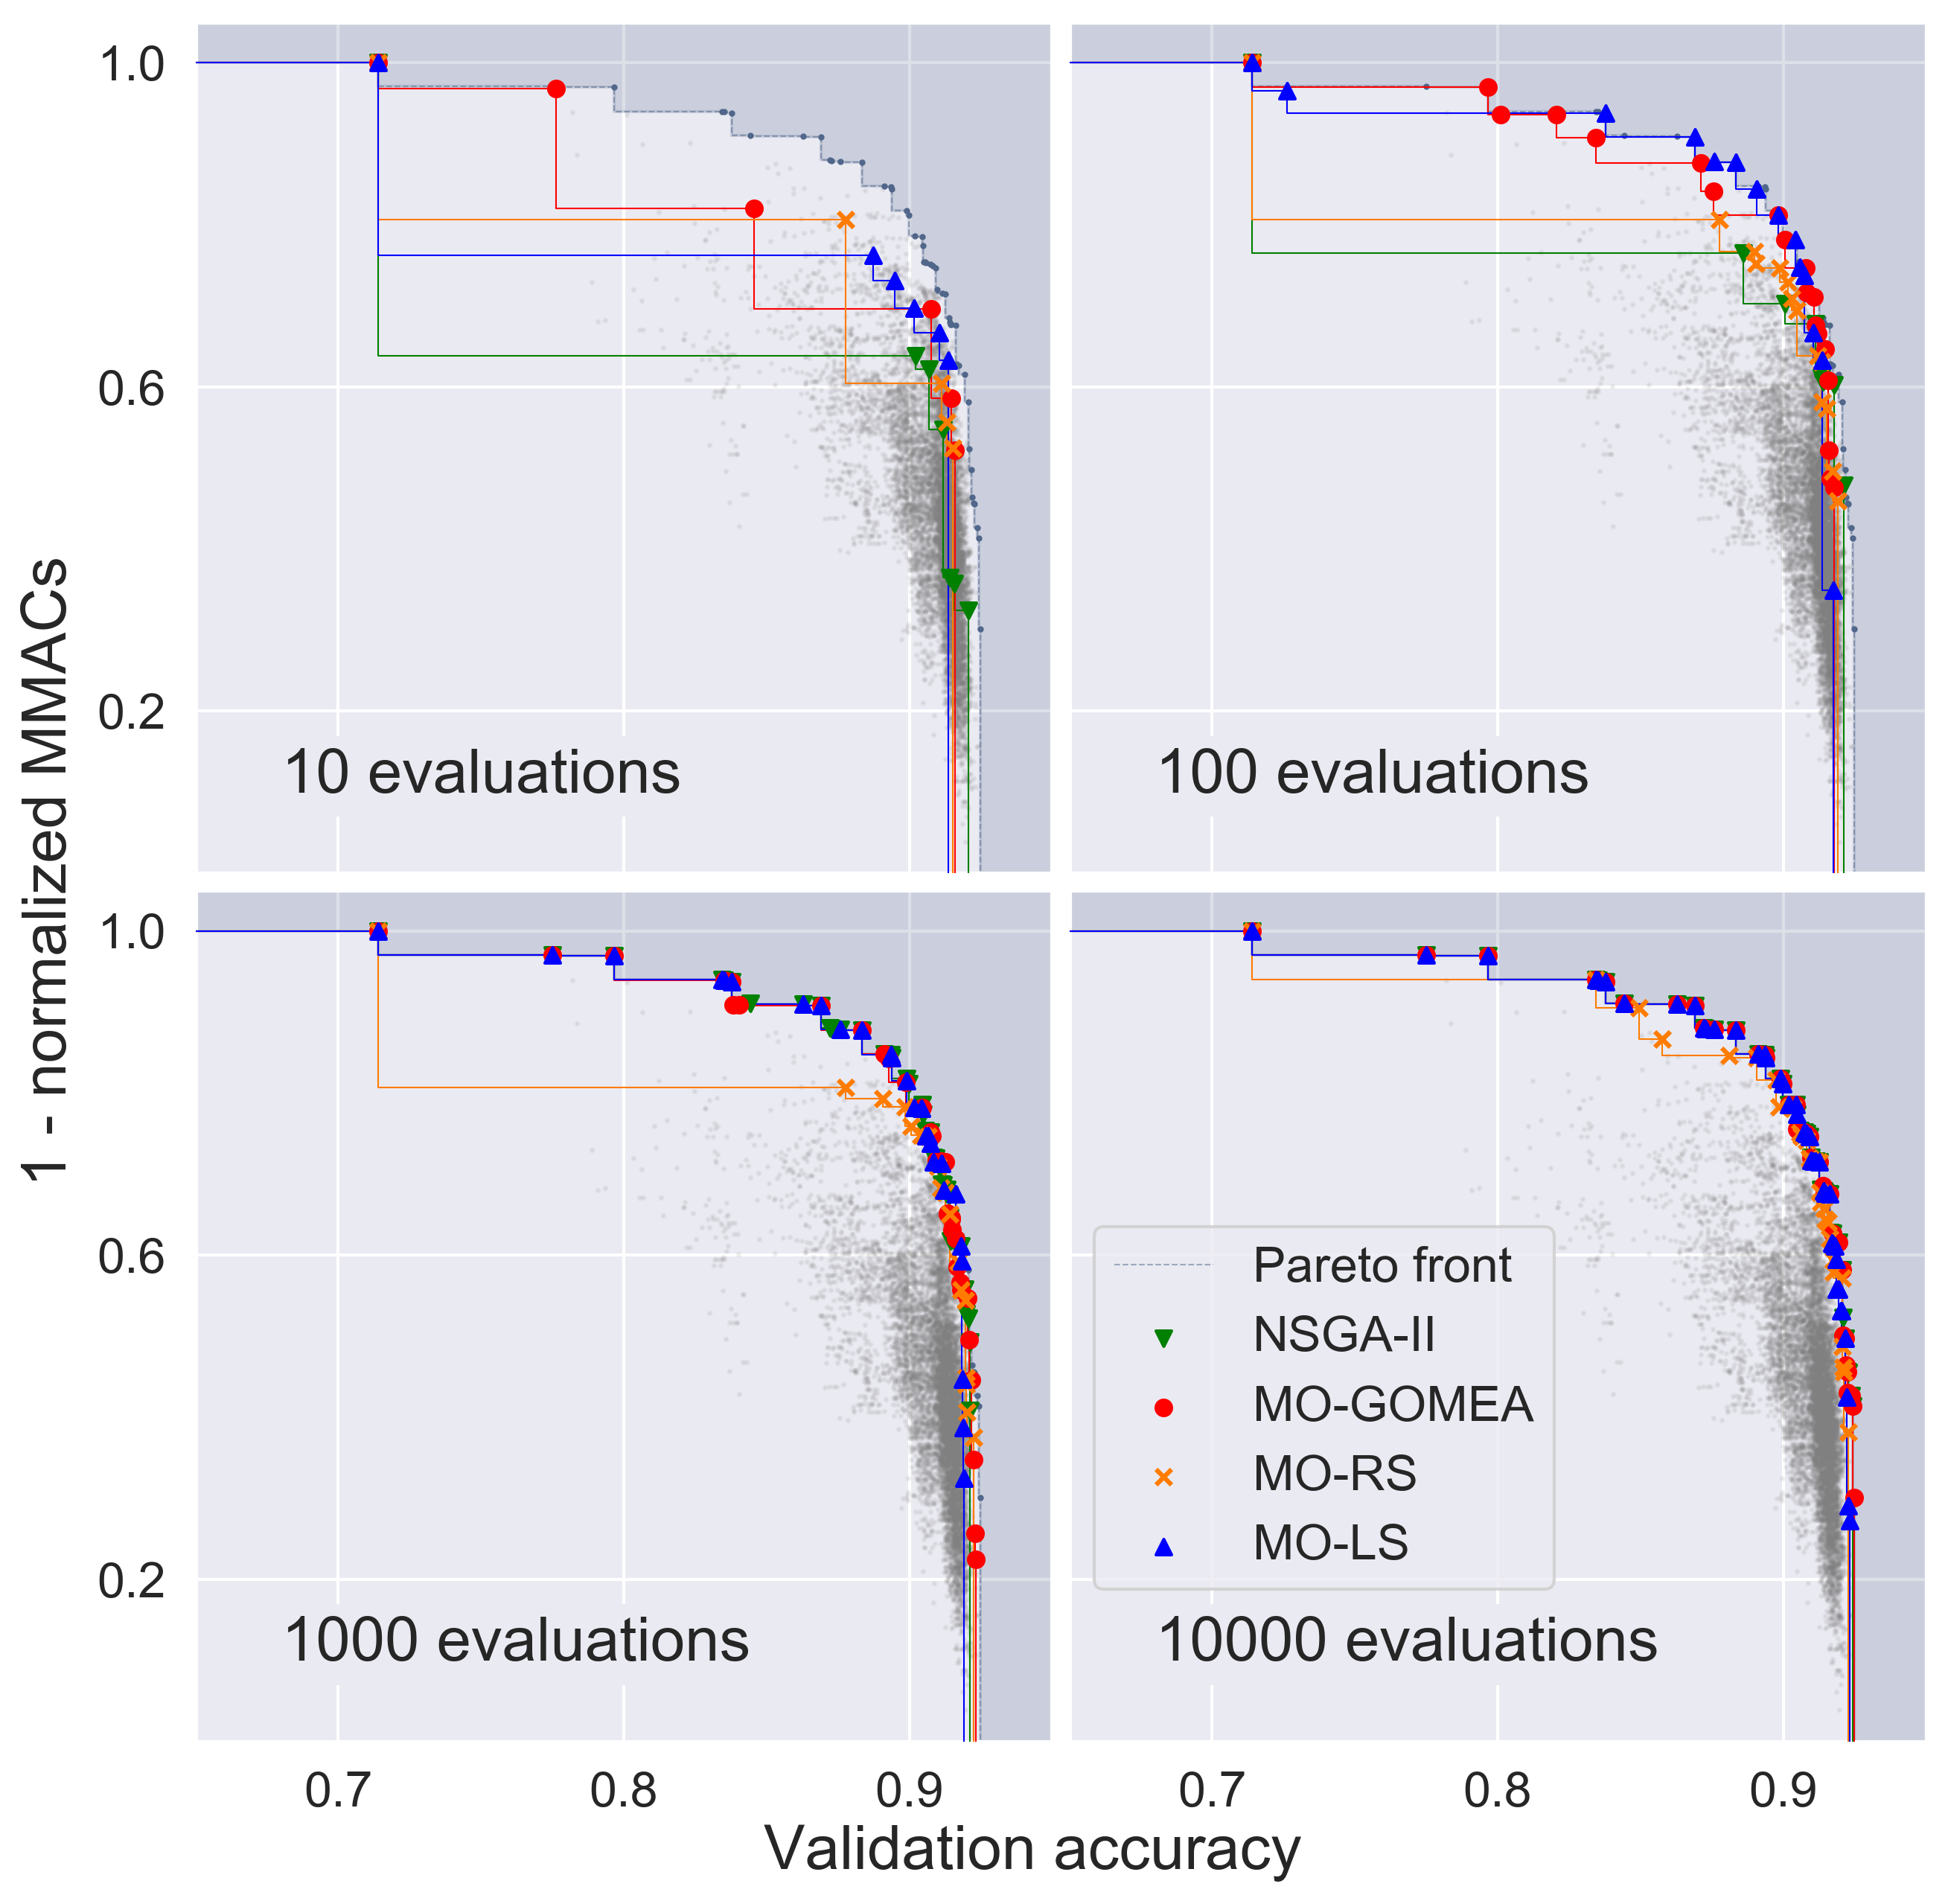 1 - normalized MMACs
1.0
0.6
0.2
10 evaluations
100 evaluations
1.0
0.6
0.2
1000 evaluations
10000 evaluations
Pareto front
NSGA-II
MO-GOMEA
MO-RS
MO-LS
0.7
0.8
0.9
0.7
0.8
0.9
Validation accuracy